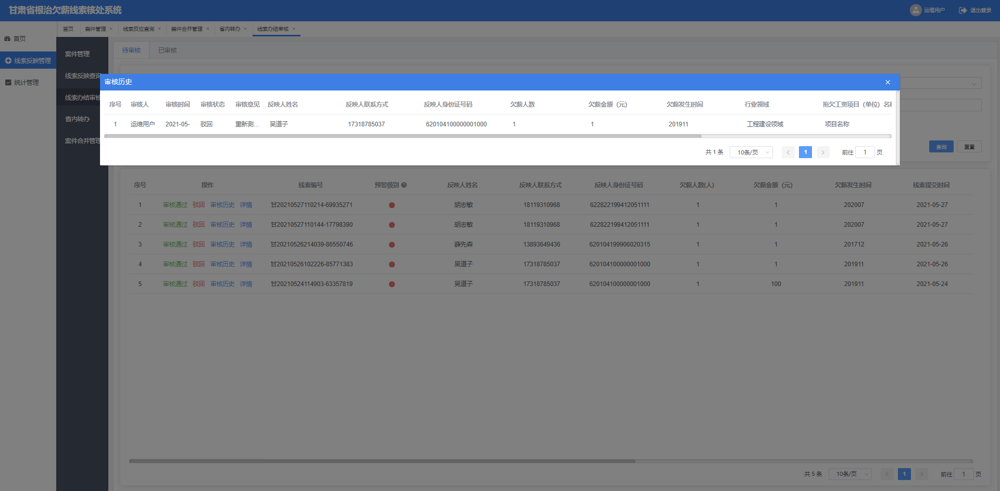 甘肃省根治欠薪线索核处系统
运维用户 退出登录
首页 案件管理 × 线索反应查询 × 案件合并管理 × 省内转办 × 线索办结审核 ×
首页
线索反映管理
统计管理
案件管理
线索反映查询
线索办结审核
省内转办
案件合并管理
待审核 已审核
审核历史 ×
序号 审核人 审核时间 审核状态 审核意见 反映人姓名 反映人联系方式 反映人身份证号码 欠薪人数 欠薪金额（元） 欠薪发生时间 行业领域 拖欠工资项目（单位）名
1 运维用户 2021-05- 驳回 重新测... 吴道子 17318785037 620104100000001000 1 1 201911 工程建设领域 项目名称
共 1 条 10条/页 < 1 > 前往 1 页
查询 重置
序号 操作 线索编号 预警级别 ? 反映人姓名 反映人联系方式 反映人身份证号码 欠薪人数(人) 欠薪金额（元） 欠薪发生时间 线索提交时间
1 审核通过 驳回 审核历史 详情 甘20210527110214-69935271 胡志敏 18119310968 622822199412051111 1 1 202007 2021-05-27
2 审核通过 驳回 审核历史 详情 甘20210527110144-17798390 胡志敏 18119310968 622822199412051111 1 1 202007 2021-05-27
3 审核通过 驳回 审核历史 详情 甘20210526214039-86550746 薛先森 13893649436 620104199906020315 1 1 201712 2021-05-26
4 审核通过 驳回 审核历史 详情 甘20210526102226-85771383 吴道子 17318785037 620104100000001000 1 1 201911 2021-05-26
5 审核通过 驳回 审核历史 详情 甘20210524114903-63357819 吴道子 17318785037 620104100000001000 1 100 201911 2021-05-24
共 5 条 10条/页 < 1 > 前往 1 页